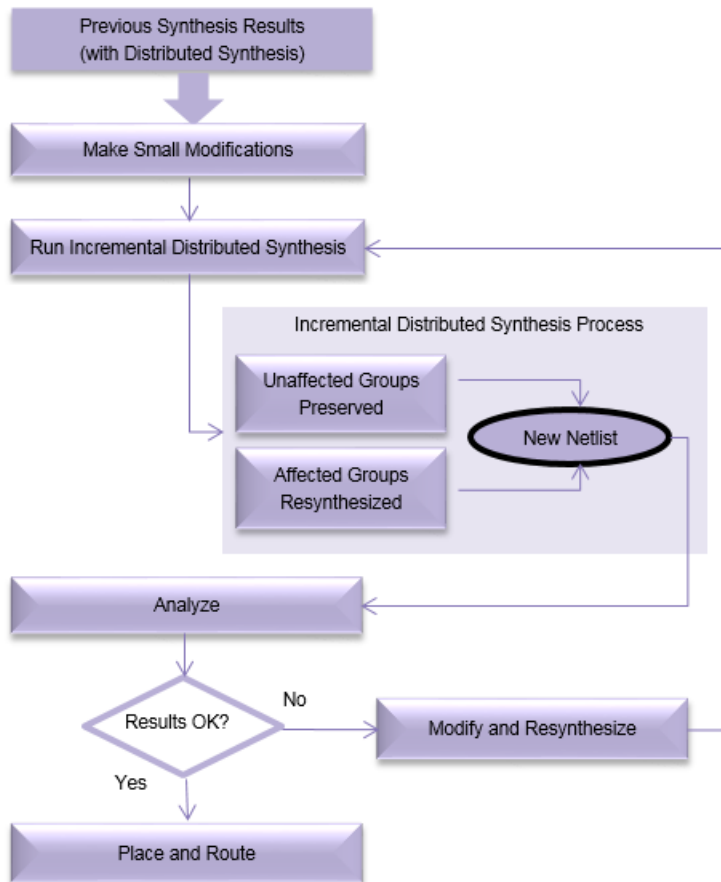 Previous Synthesis Results
(with Distributed Synthesis)
Make Small Modifications
Run Incremental Distributed Synthesis
Incremental Distributed Synthesis Process
Unaffected Groups
Preserved
New Netlist
Affected Groups
Resynthesized
Analyze
Results OK?
No
Modify and Resynthesize
Yes
Place and Route